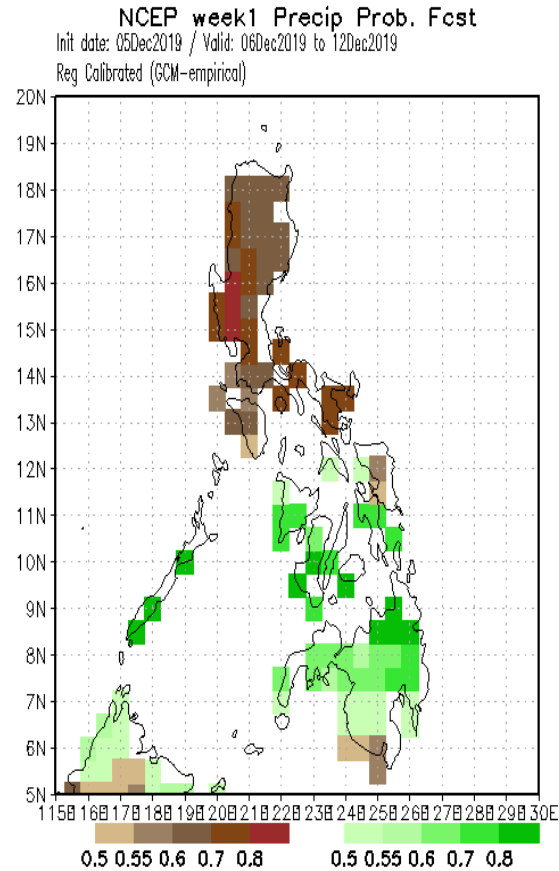 NCEP week1 Precip Prob. Fcst
Init date: 05Dec2019 / Valid: 06Dec2019 to 12Dec2019
Reg Calibrated (GCM-empirical)
20N
19N
18N
17N
16N
15N
14N
13N
12N
11N
10N
9N
8N
7N
6N
5N
115E 116E 117E 118E 119E 120E 121E 122E 123E 124E 125E 126E 127E 128E 129E 130E
0.5 0.55 0.6 0.7 0.8 0.5 0.55 0.6 0.7 0.8